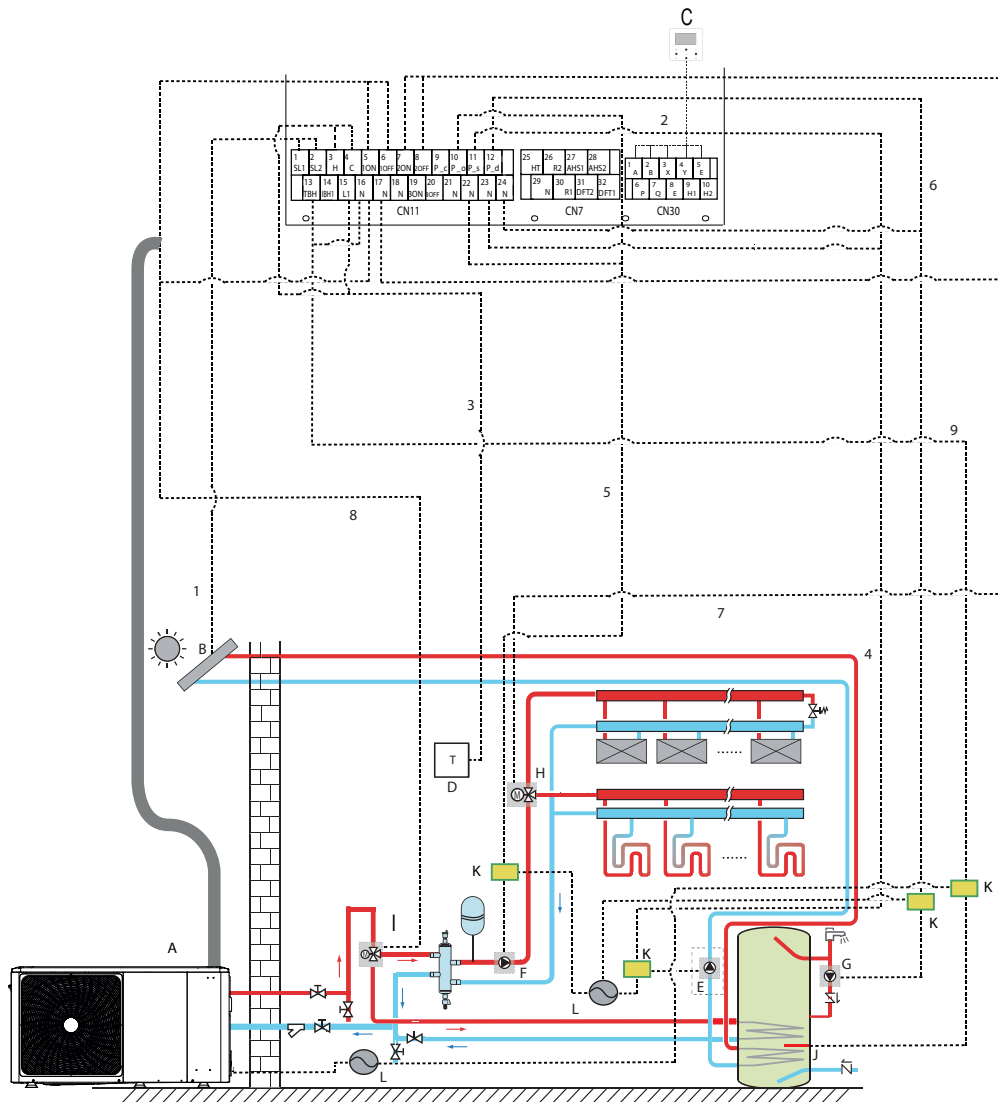 C
2
1 2 3 4 5 6 7 8 9 10 11 12
SL1 SL2 H C 1ON 1OFF 2ON 2OFF P_c P_o P_s P_d
13 14 15 16 17 18 19 20 21 22 23 24
TBH IBH1 L1 N N N 3ON 3OFF N N N N
CN11
25 26 27 28
HT R2 AHS1 AHS2
29 30 31 32
N R1 DFT2 DFT1
CN7
1 2 3 4 5
A B X Y E
6 7 8 9 10
P Q E H1 H2
CN30
6
3
9
5
8
1
7
B
4
T
D
M
H
K
K
K
I
A
M
F
K
G
E
L
J
L